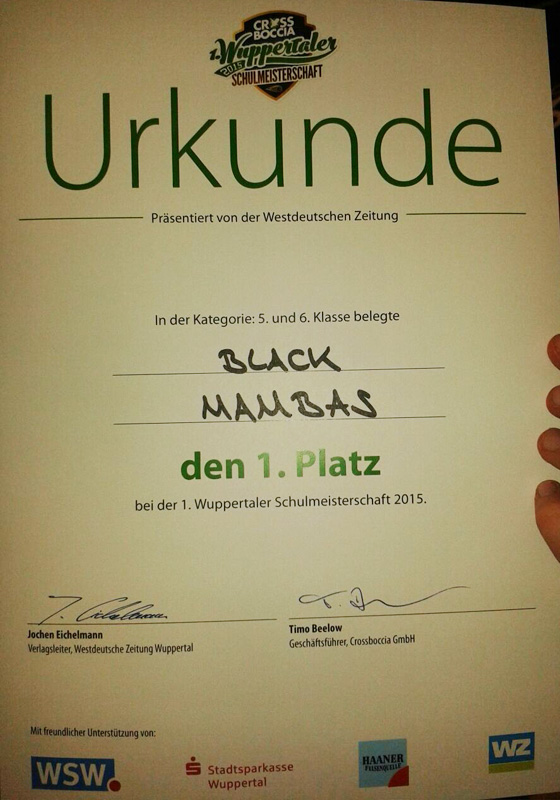 CROSS
BOCCIA
1. Wuppertaler
2015
SCHULMEISTERSCHAFT
Urkunde
Präsentiert von der Westdeutschen Zeitung
In der Kategorie: 5. und 6. Klasse belegte
BLACK
MAMBAS
den 1. Platz
bei der 1. Wuppertaler Schulmeisterschaft 2015.
Jochen Eichelmann
Verlagsleiter, Westdeutsche Zeitung Wuppertal
Timo Beelow
Geschäftsführer, Crossboccia GmbH
Mit freundlicher Unterstützung von:
WSW.
Stadtsparkasse
Wuppertal
HAANER
FELSENQUELLE
WZ